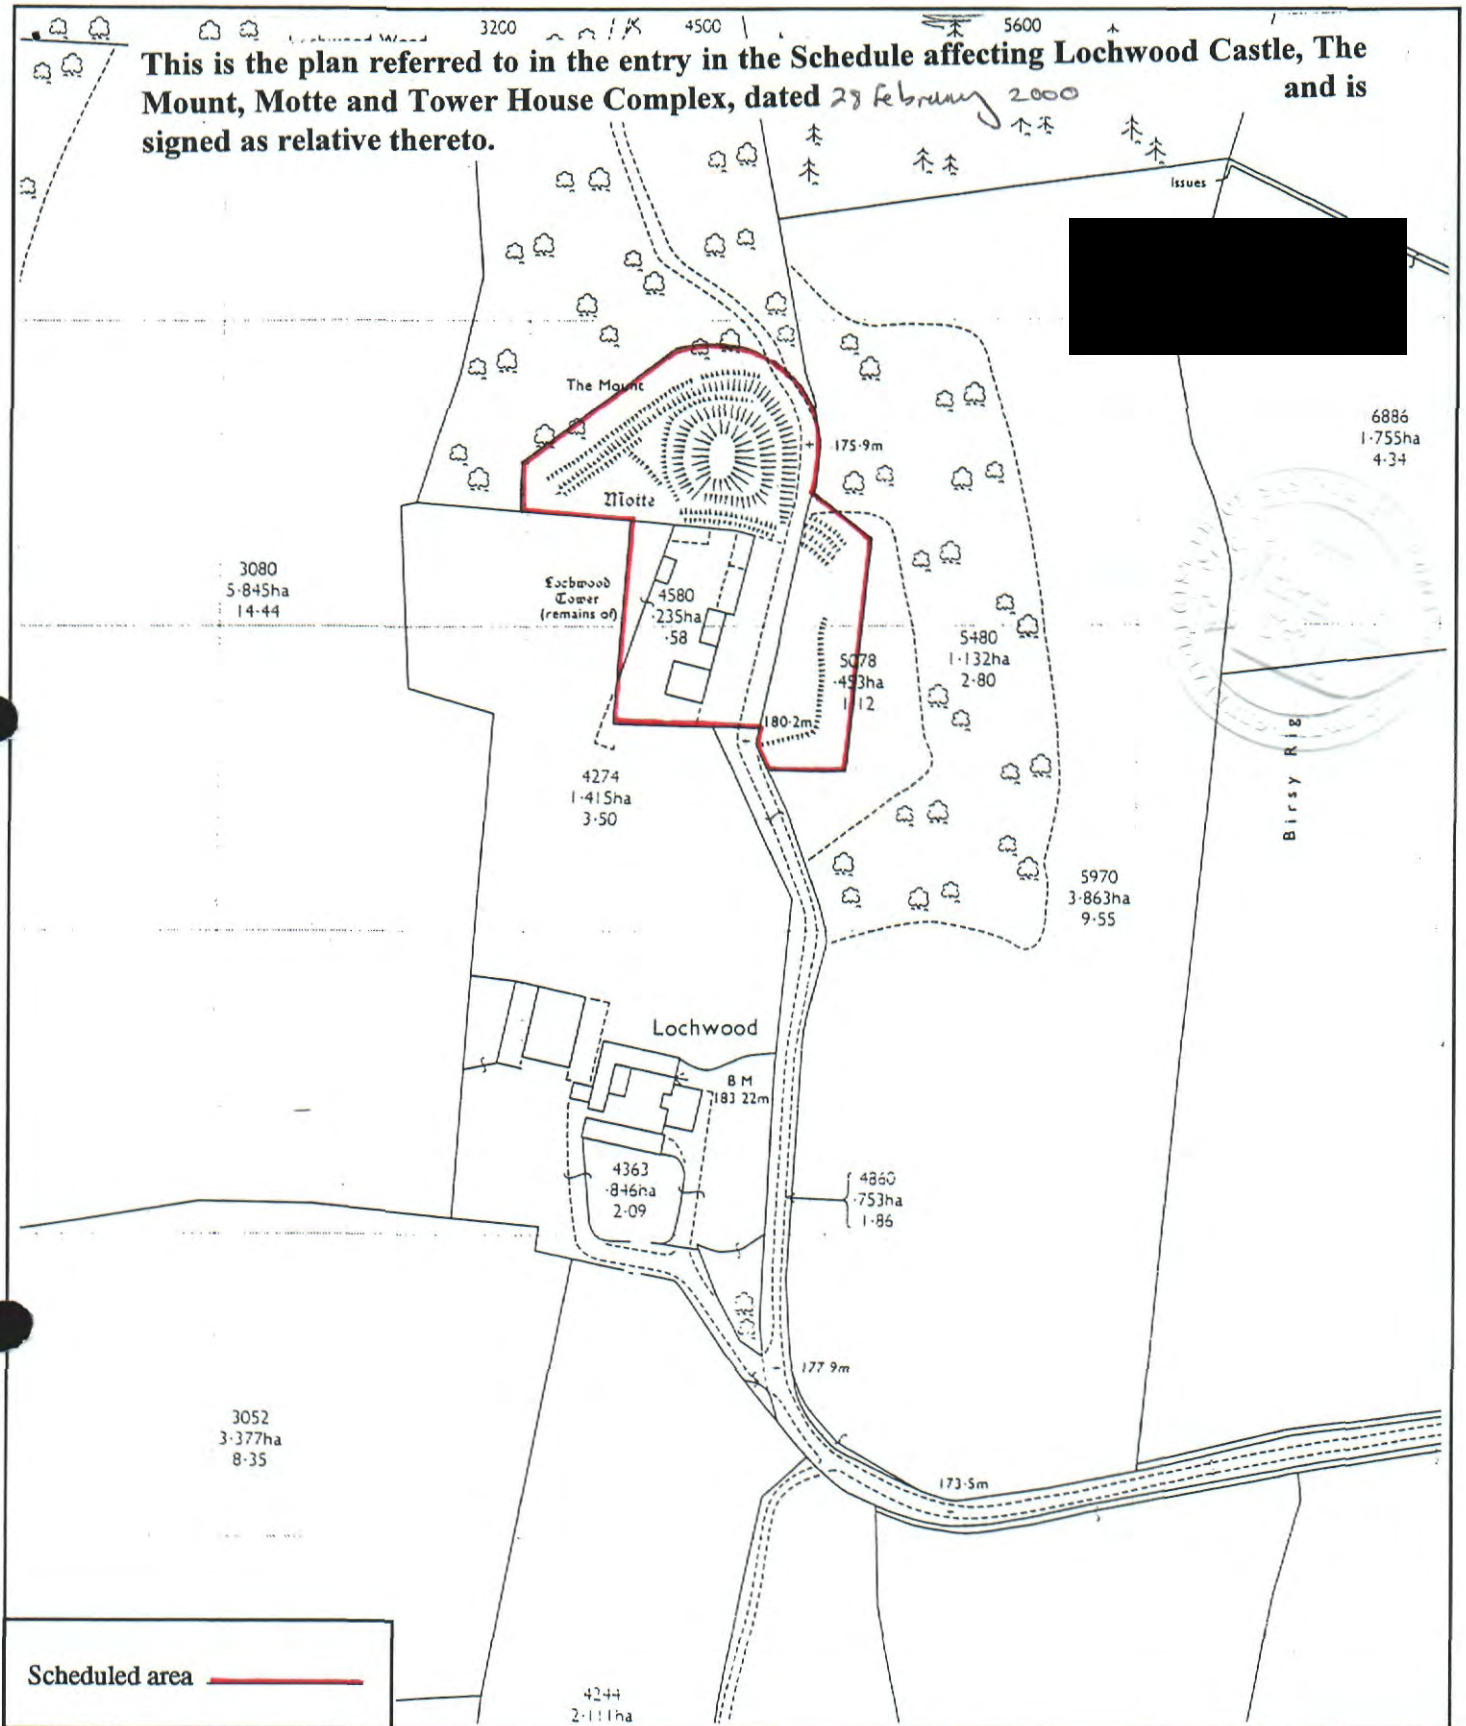 3200
4500
5600
This is the plan referred to in the entry in the Schedule affecting Lochwood Castle, The
Mount, Motte and Tower House Complex, dated 28 February 2000 and is
signed as relative thereto.
Issues
The Mount
175·9m
6886
1·755ha
4·34
Motte
3080
5·845ha
14·44
Lochwood
Tower
(remains of)
4580
·235ha
·58
5480
1·132ha
2·80
5078
·453ha
1·12
180·2m
Birsy Rig
4274
1·415ha
3·50
5970
3·863ha
9·55
Lochwood
B M
183 22m
4363
·846ha
2·09
4860
·753ha
1·86
177 9m
3052
3·377ha
8·35
173·5m
Scheduled area
4244
2·111ha